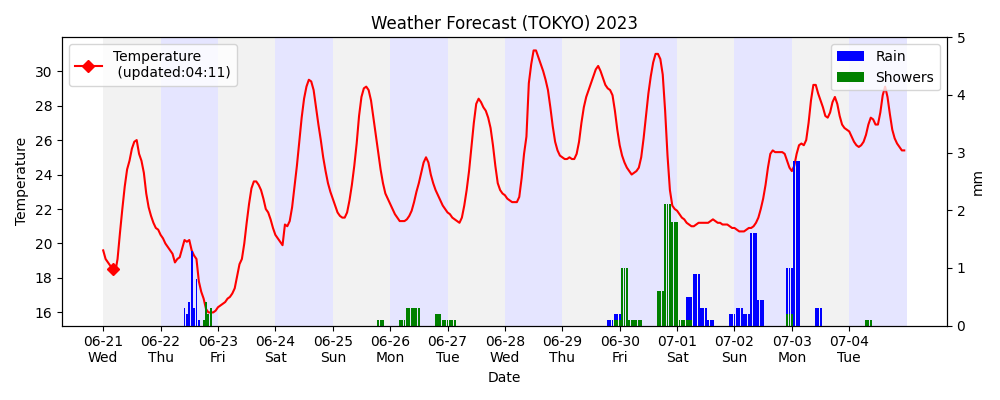 Weather Forecast (TOKYO) 2023
Temperature
(updated:04:11)
Rain
Showers
Temperature
30
28
26
24
22
20
18
16
5
4
3
2
1
0
mm
06-21 06-22 06-23 06-24 06-25 06-26 06-27 06-28 06-29 06-30 07-01 07-02 07-03 07-04
Wed Thu Fri Sat Sun Mon Tue Wed Thu Fri Sat Sun Mon Tue
Date